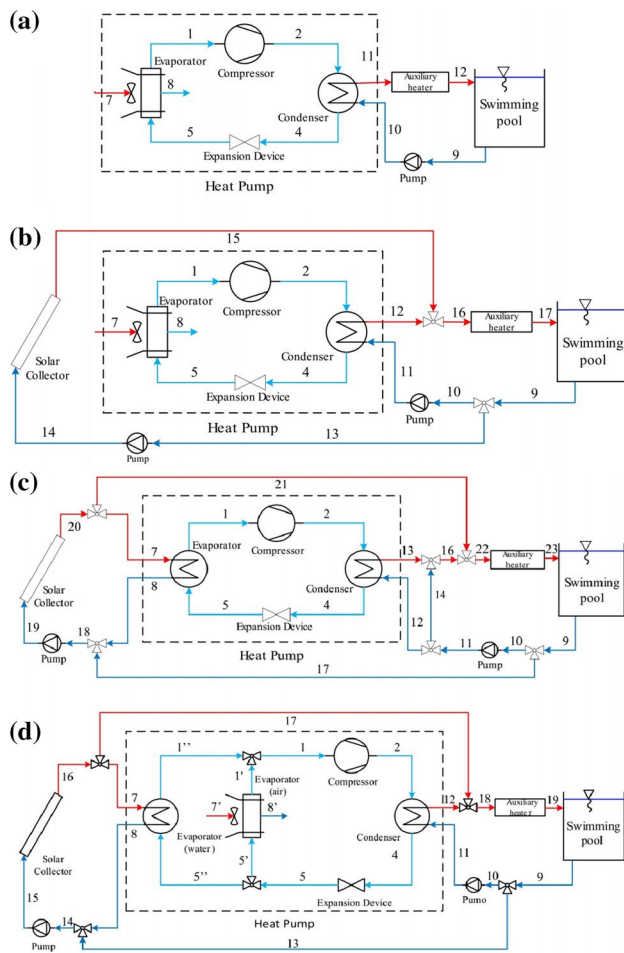 (a)
1
2
11
12
Evaporator
Compressor
Auxiliary
heater
7
8
Swimming
pool
Condenser
10
5
4
9
Expansion Device
Pump
Heat Pump
(b)
15
1
2
12
16
17
Evaporator
Compressor
Auxiliary
heater
7
8
Swimming
pool
Solar
Collector
Condenser
11
10
9
5
4
Expansion Device
Pump
Heat Pump
14
13
Pump
(c)
21
20
1
2
7
13
16
22
23
Evaporator
Compressor
Auxiliary
heater
8
Swimming
pool
Solar
Collector
Condenser
14
5
4
12
19
18
11
10
9
Expansion Device
Pump
Pump
Heat Pump
17
(d)
17
16
1''
1
2
1'
Evaporator
(air)
Compressor
7
12
18
19
Auxiliary
heater
7'
8'
8
Swimming
pool
Evaporator
(water)
Condenser
Solar
Collector
5'
4
11
15
5''
5
10
9
14
Expansion Device
Pumo
Pump
Heat Pump
13